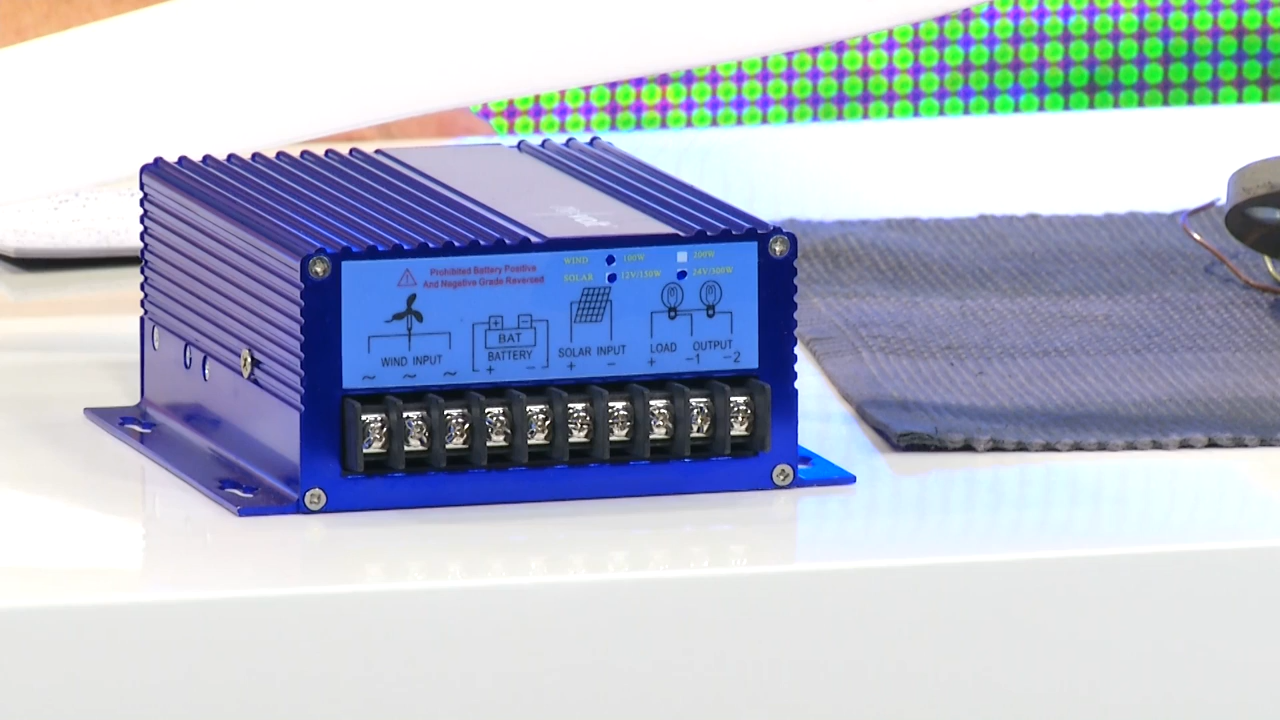 Prohibited Battery Positive
And Negative Grade Reversed
WIND 100W 200W
SOLAR 12V/150W 24V/300W
WIND INPUT
~ ~ ~
BAT
BATTERY
+ −
SOLAR INPUT
+ −
LOAD OUTPUT
+ −1 −2